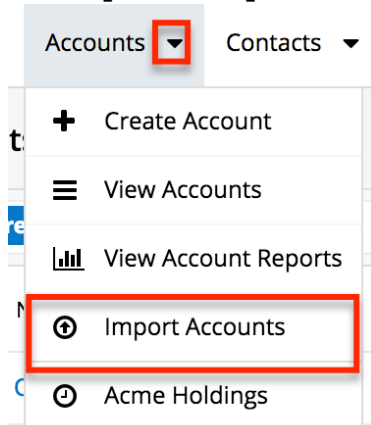 Accounts Contacts
Create Account
View Accounts
View Account Reports
Import Accounts
Acme Holdings